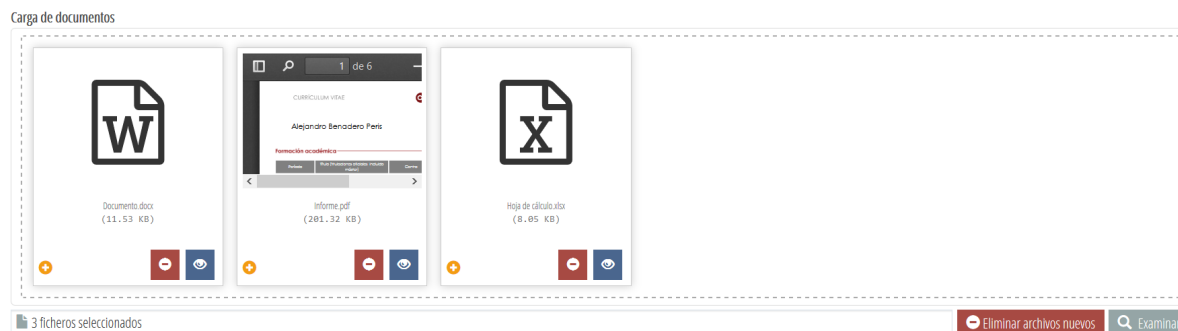 Carga de documentos
W
Documento.docx
(11.53 KB)
1 de 6
CURRÍCULUM VITAE
Alejandro Benadero Peris
Formación académica
Centro
Informe.pdf
(201.32 KB)
X
Hoja de cálculo.xlsx
(8.05 KB)
3 ficheros seleccionados
Eliminar archivos nuevos
Examinar